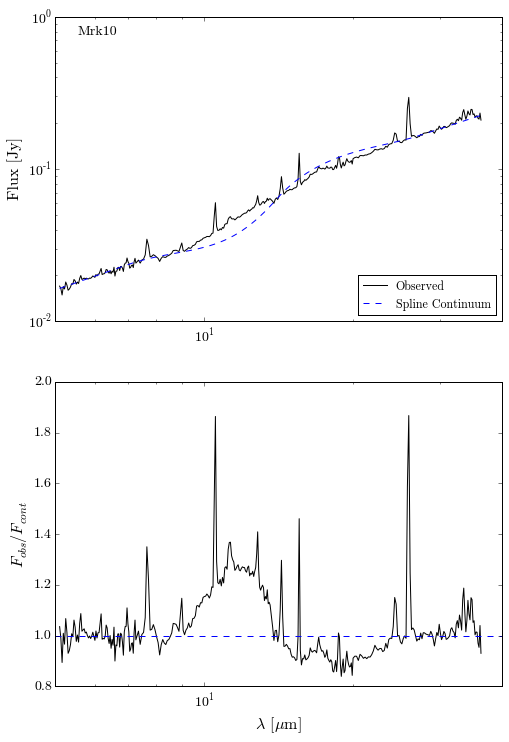 10^0
Mrk10
Flux [Jy]
10^-1
Observed
Spline Continuum
10^-2
10^1
2.0
1.8
1.6
F_obs/F_cont
1.4
1.2
1.0
0.8
10^1
λ [μm]